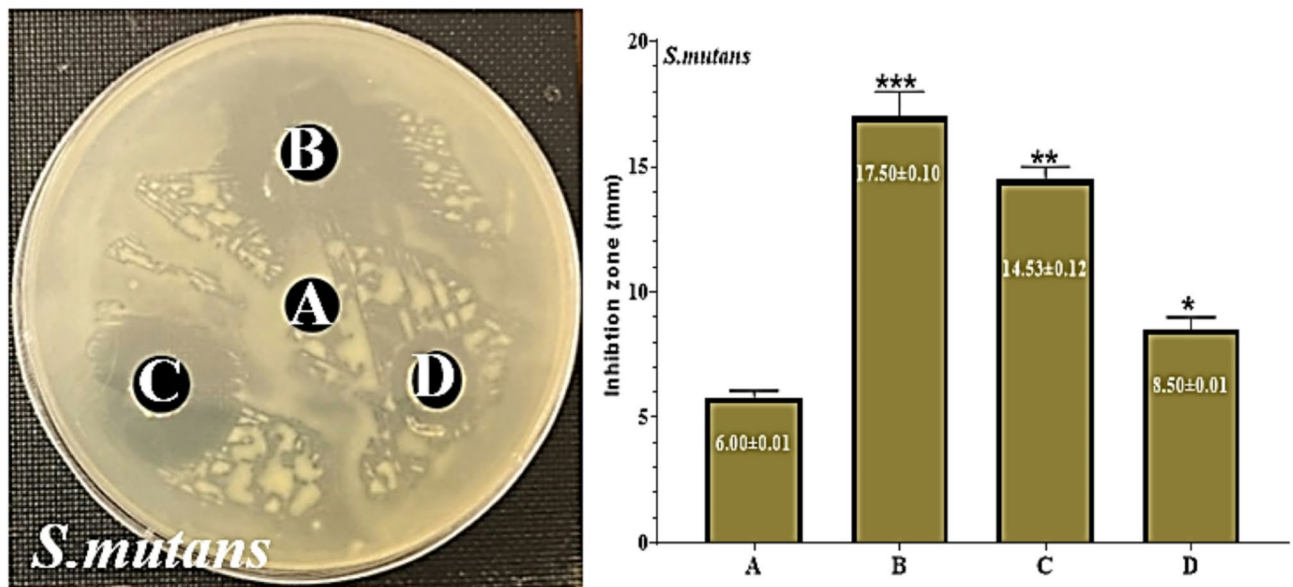 B
A
C
D
S.mutans
S.mutans
Inhibtion zone (mm)
20
15
10
5
0
***
**
*
6.00±0.01
17.50±0.10
14.53±0.12
8.50±0.01
A B C D